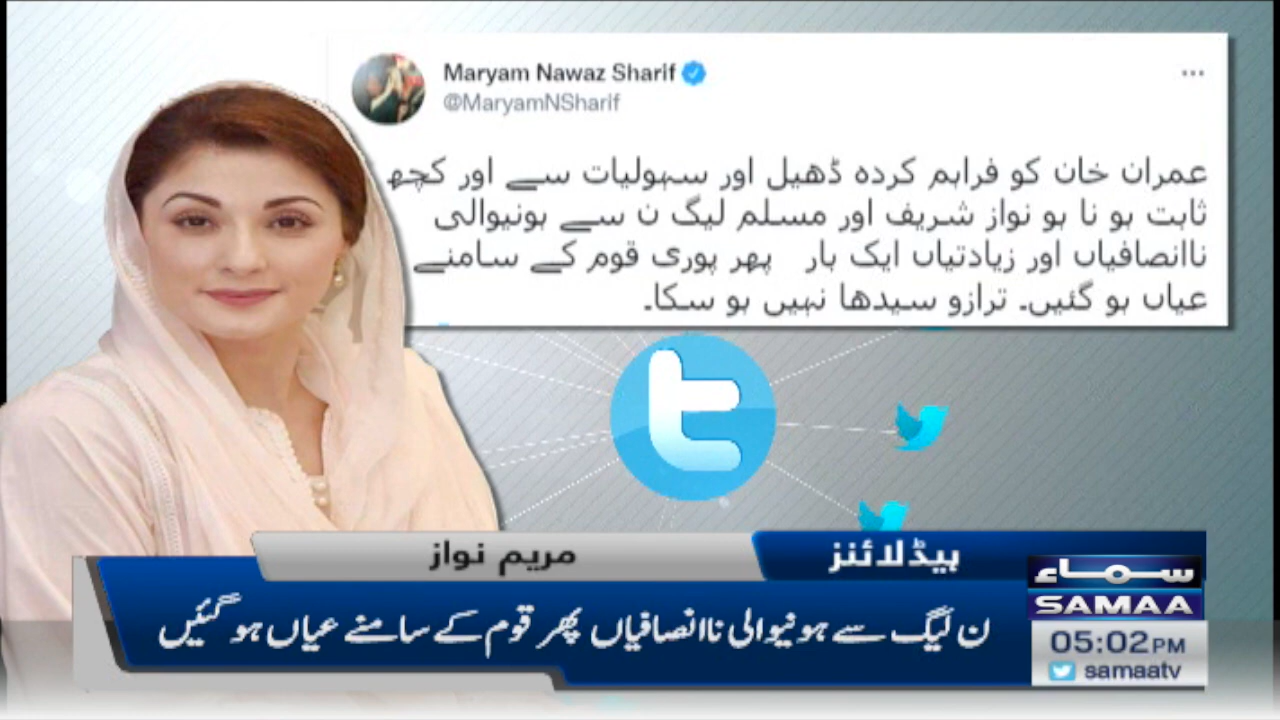 Maryam Nawaz Sharif
@MaryamNSharif
عمران خان کو فراہم کردہ ڈھیل اور سہولیات سے اور کچھ
ثابت ہو نا ہو نواز شریف اور مسلم لیگ ن سے ہونیوالی
ناانصافیاں اور زیادتیاں ایک بار پھر پوری قوم کے سامنے
عیاں ہو گئیں۔ ترازو سیدھا نہیں ہو سکا۔
ہیڈلائنز
مریم نواز
ن لیگ سے ہونیوالی ناانصافیاں پھر قوم کے سامنے عیاں ہو گئیں
سماء
SAMAA
05:02 PM
samaatv